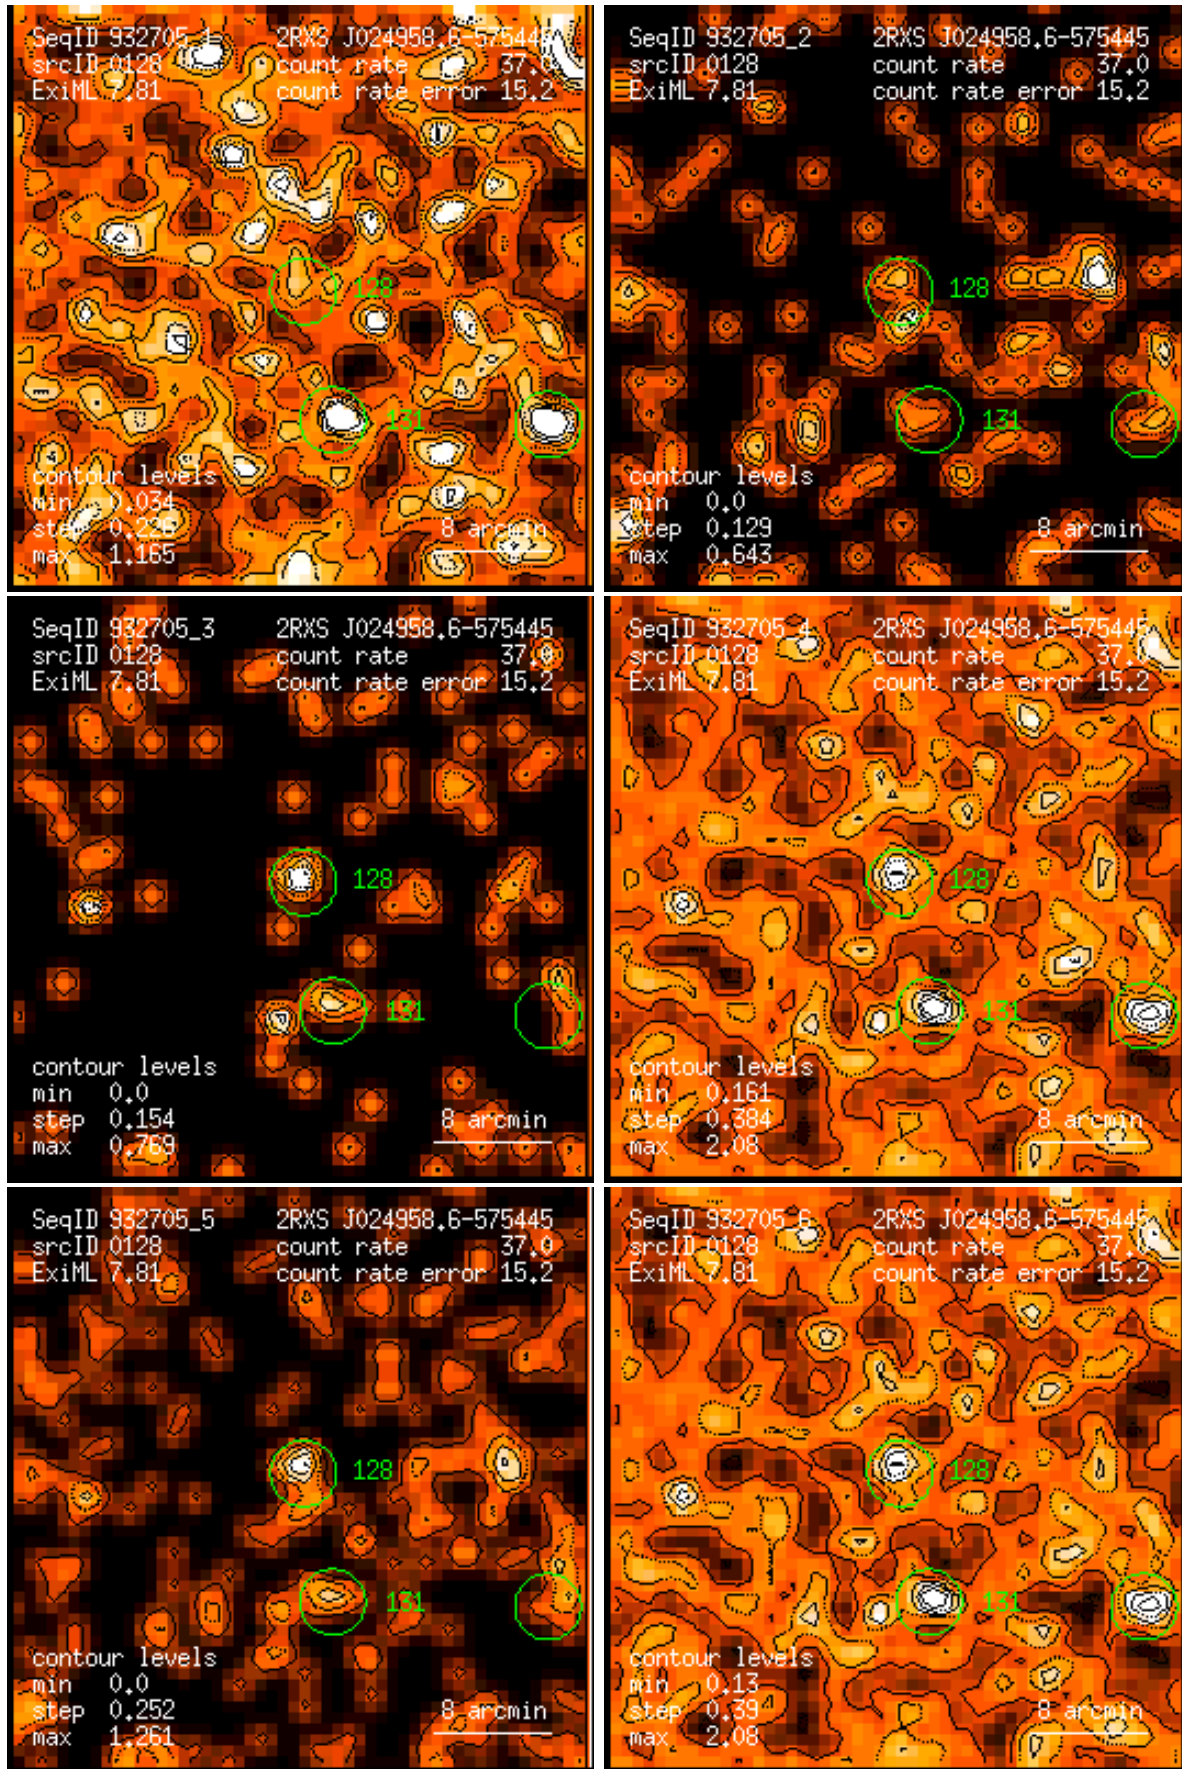 SeqID 932705_1 2RXS J024958.6-575445
srcID 0128 count rate 37.0
ExiML 7.81 count rate error 15.2
128
131
contour levels
min 0.034
step 0.226
max 1.165
8 arcmin
SeqID 932705_2 2RXS J024958.6-575445
srcID 0128 count rate 37.0
ExiML 7.81 count rate error 15.2
128
131
contour levels
min 0.0
step 0.129
max 0.643
8 arcmin
SeqID 932705_3 2RXS J024958.6-575445
srcID 0128 count rate 37.0
ExiML 7.81 count rate error 15.2
128
131
contour levels
min 0.0
step 0.154
max 0.769
8 arcmin
SeqID 932705_4 2RXS J024958.6-575445
srcID 0128 count rate 37.0
ExiML 7.81 count rate error 15.2
128
131
contour levels
min 0.161
step 0.384
max 2.08
8 arcmin
SeqID 932705_5 2RXS J024958.6-575445
srcID 0128 count rate 37.0
ExiML 7.81 count rate error 15.2
128
131
contour levels
min 0.0
step 0.252
max 1.261
8 arcmin
SeqID 932705_6 2RXS J024958.6-575445
srcID 0128 count rate 37.0
ExiML 7.81 count rate error 15.2
128
131
contour levels
min 0.13
step 0.39
max 2.08
8 arcmin